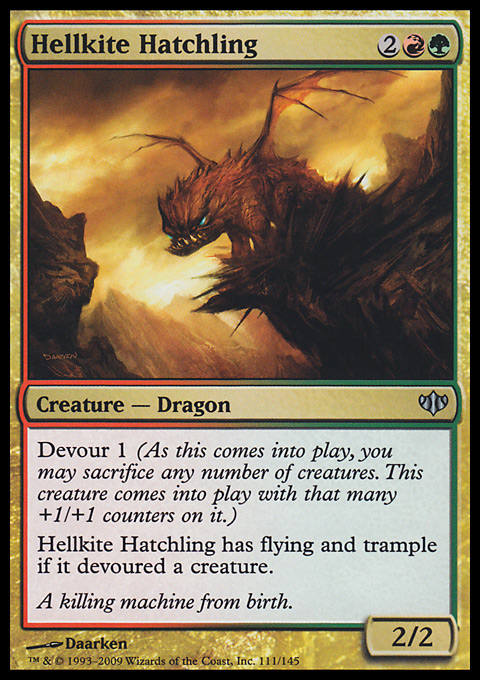 Hellkite Hatchling 2
DAARKEN
Creature — Dragon
Devour 1 (As this comes into play, you
may sacrifice any number of creatures. This
creature comes into play with that many
+1/+1 counters on it.)
Hellkite Hatchling has flying and trample
if it devoured a creature.
A killing machine from birth.
Daarken
2/2
™ & © 1993–2009 Wizards of the Coast, Inc. 111/145